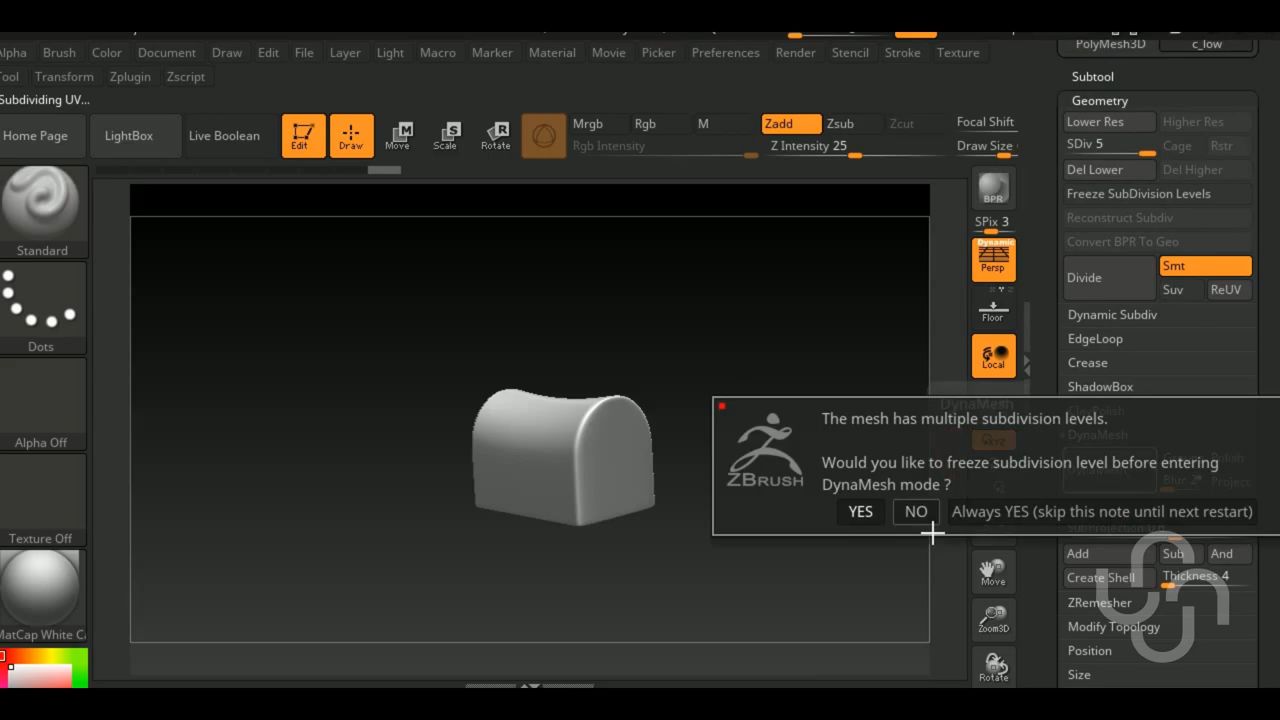 PolyMesh3D c_low
Alpha Brush Color Document Draw Edit File Layer Light Macro Marker Material Movie Picker Preferences Render Stencil Stroke Texture
Tool Transform Zplugin Zscript
Subdividing UV...
Home Page LightBox Live Boolean Edit Draw Move Scale Rotate
Mrgb Rgb M Zadd Zsub Zcut Focal Shift
Rgb Intensity Z Intensity 25 Draw Size
Standard
Dots
Alpha Off
Texture Off
MatCap White Ca
BPR
SPix 3
Dynamic
Persp
Floor
Local
Move
Zoom3D
Rotate
Subtool
Geometry
Lower Res Higher Res
SDiv 5 Cage Rstr
Del Lower Del Higher
Freeze SubDivision Levels
Reconstruct Subdiv
Convert BPR To Geo
Divide Smt
Suv ReUV
Dynamic Subdiv
EdgeLoop
Crease
ShadowBox
DynaMesh
The mesh has multiple subdivision levels.
Would you like to freeze subdivision level before entering
DynaMesh mode ?
YES NO Always YES (skip this note until next restart)
ZBRUSH
Add Sub And
Create Shell Thickness 4
ZRemesher
Modify Topology
Position
Size